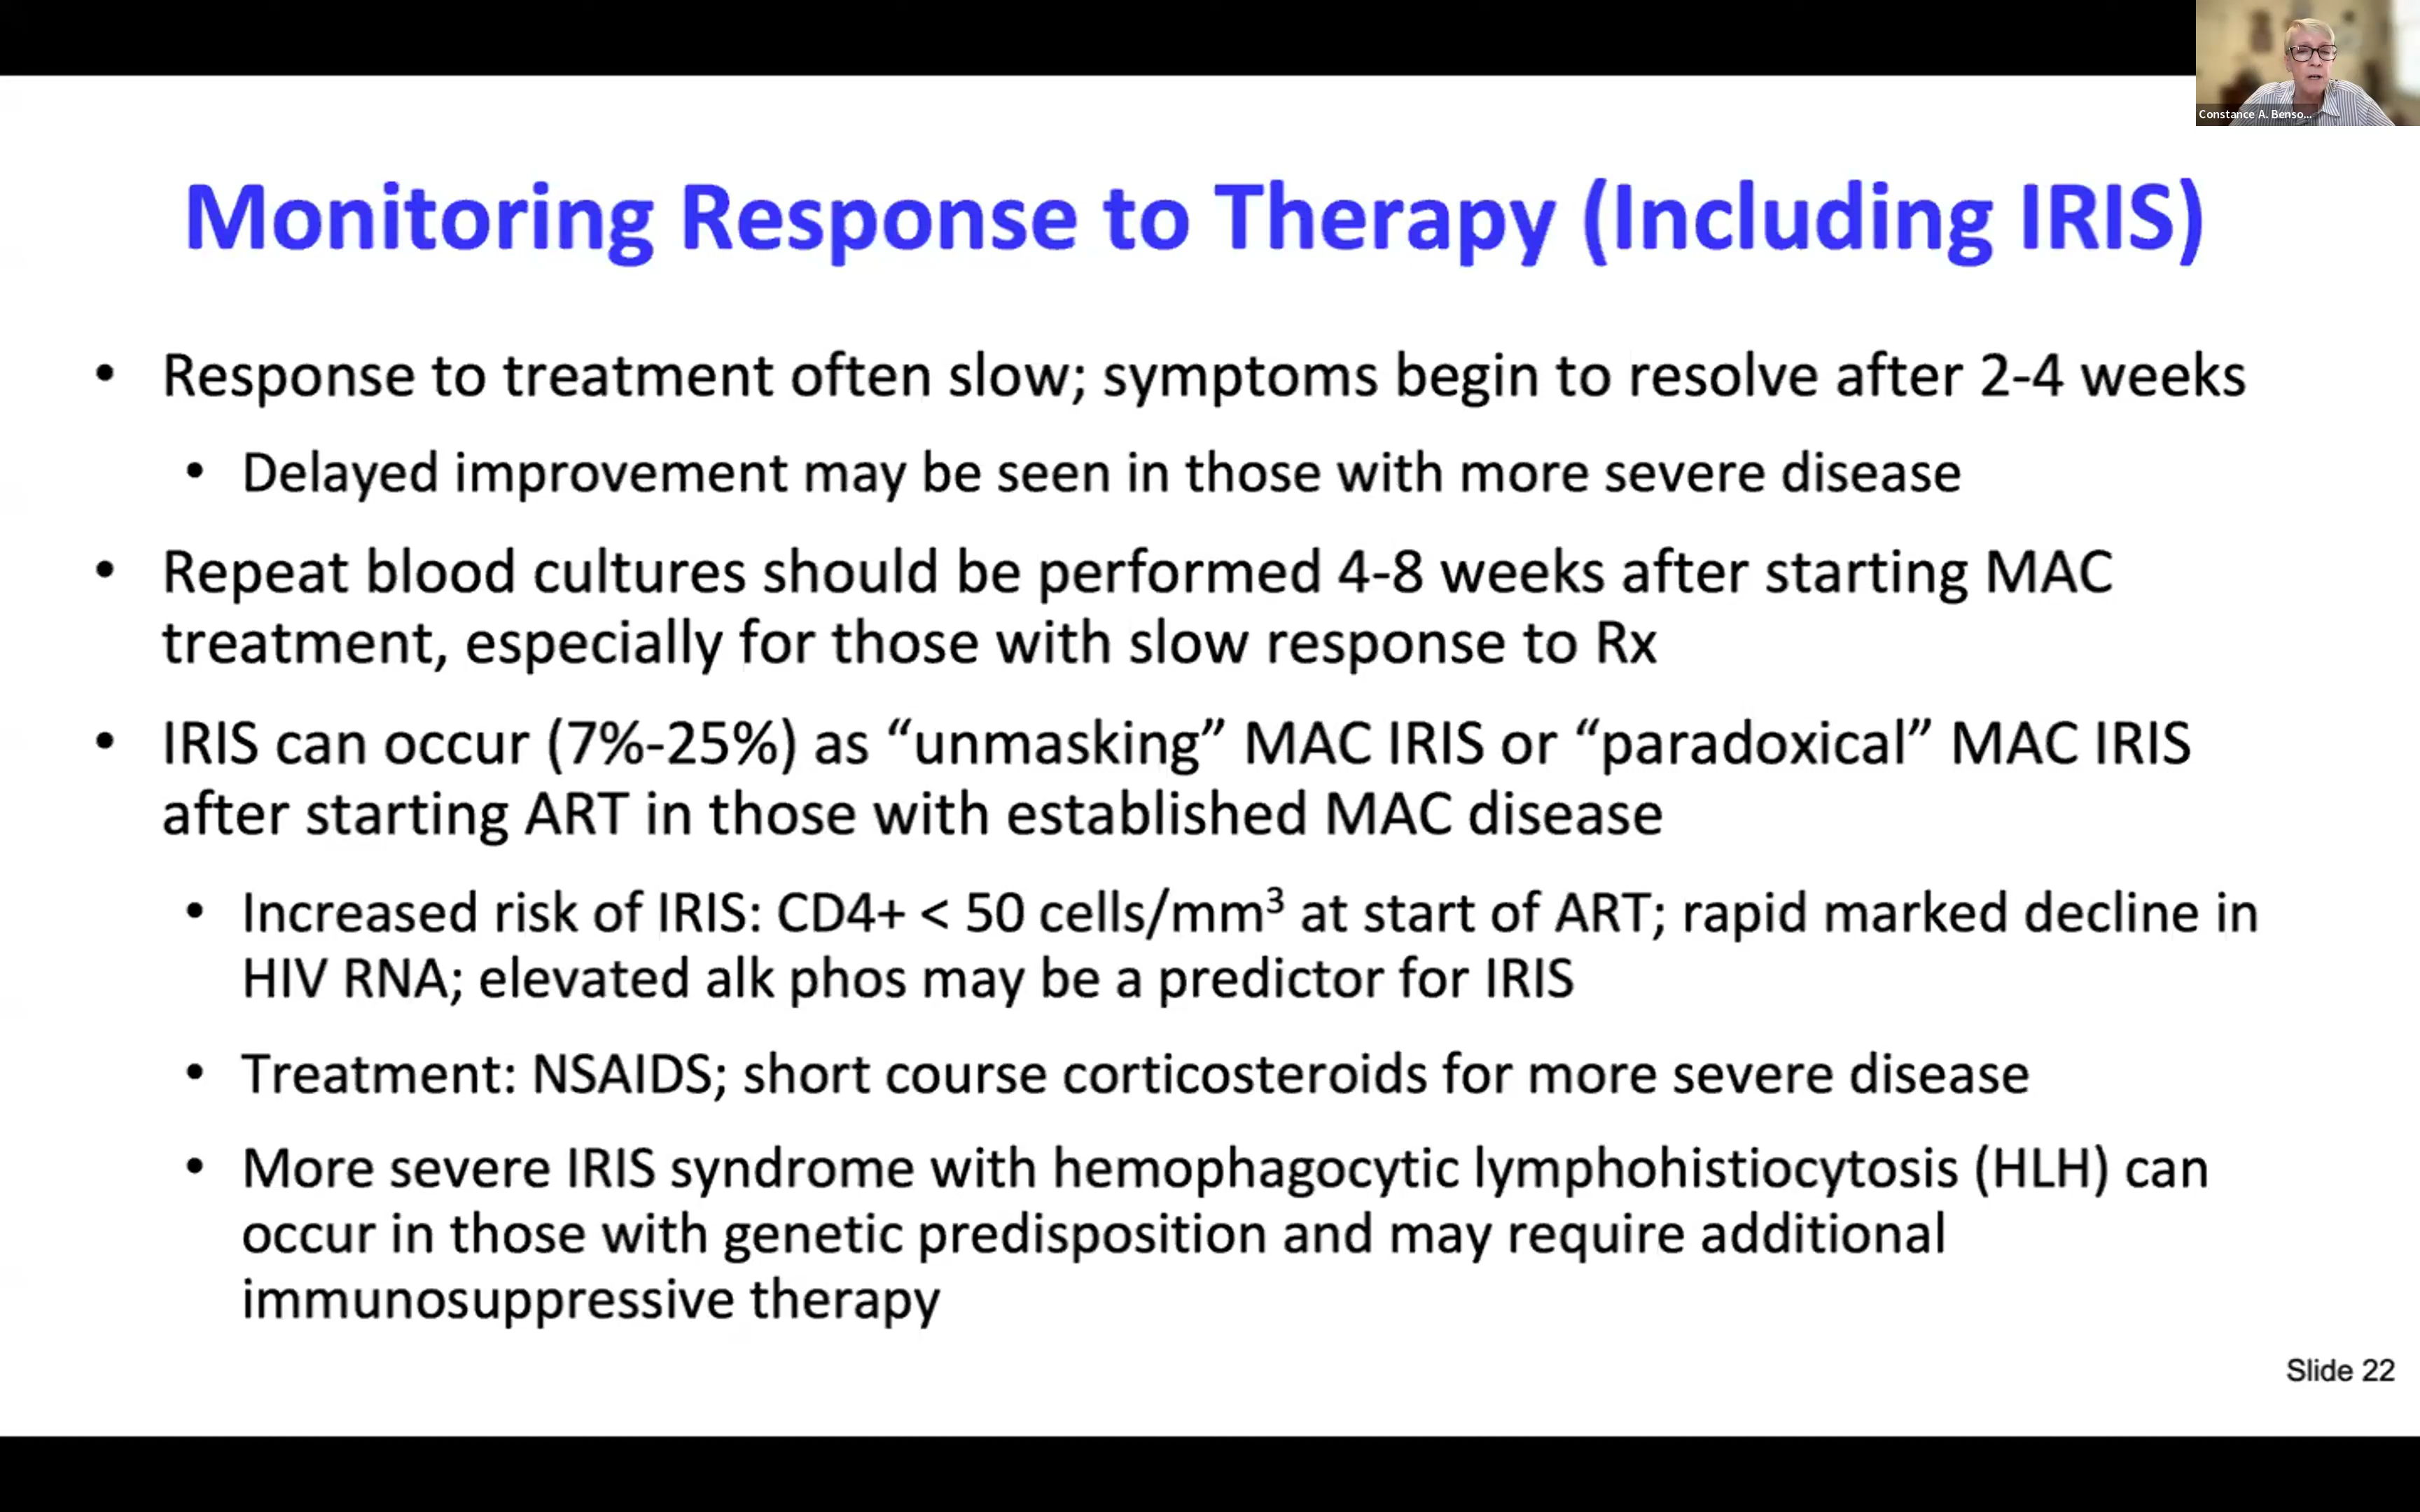 Constance A. Benso...
Monitoring Response to Therapy (Including IRIS)
• Response to treatment often slow; symptoms begin to resolve after 2-4 weeks
• Delayed improvement may be seen in those with more severe disease
• Repeat blood cultures should be performed 4-8 weeks after starting MAC
treatment, especially for those with slow response to Rx
• IRIS can occur (7%-25%) as “unmasking” MAC IRIS or “paradoxical” MAC IRIS
after starting ART in those with established MAC disease
• Increased risk of IRIS: CD4+ < 50 cells/mm³ at start of ART; rapid marked decline in
HIV RNA; elevated alk phos may be a predictor for IRIS
• Treatment: NSAIDS; short course corticosteroids for more severe disease
• More severe IRIS syndrome with hemophagocytic lymphohistiocytosis (HLH) can
occur in those with genetic predisposition and may require additional
immunosuppressive therapy
Slide 22